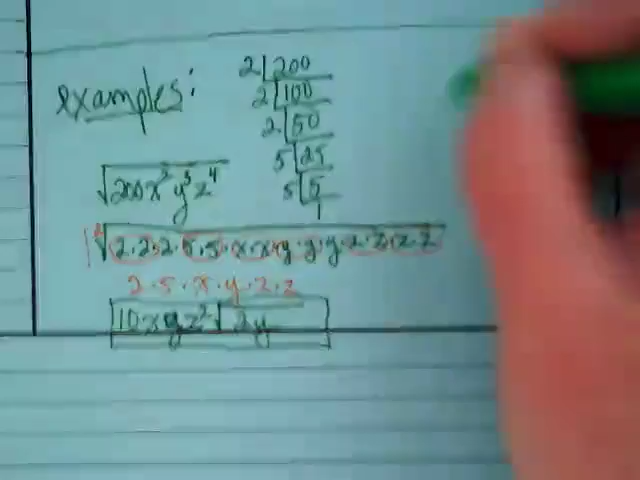 examples:
2 200
2 100
2 50
5 25
5 5
1
√200x²y³z⁴
√2·2·2·5·5·x·x·y·y·y·z·z·z·z
2·5·x·y·z·z
10xyz²√2y